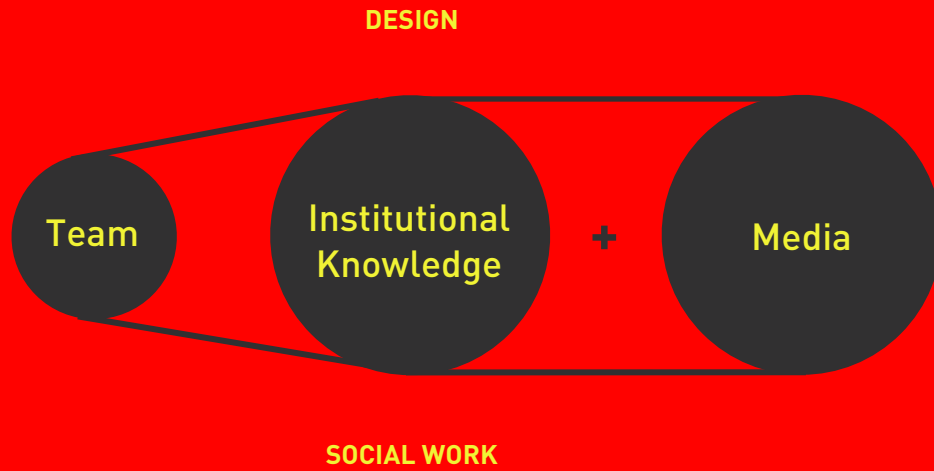 DESIGN
Team
Institutional
Knowledge
+
Media
SOCIAL WORK